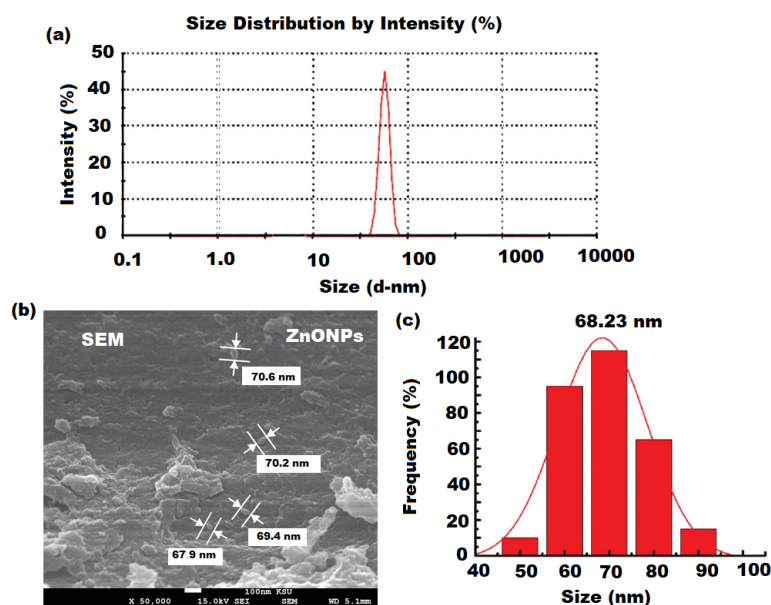 Size Distribution by Intensity (%)
(a)
50
40
30
20
10
0
Intensity (%)
0.1 1.0 10 100 1000 10000
Size (d-nm)
(b)
SEM ZnONPs
70.6 nm
70.2 nm
69.4 nm
67.9 nm
100nm KSU
X 50,000 15.0kV SEI SEM WD 5.1mm
(c)
68.23 nm
120
100
80
60
40
20
0
Frequency (%)
40 50 60 70 80 90 100
Size (nm)